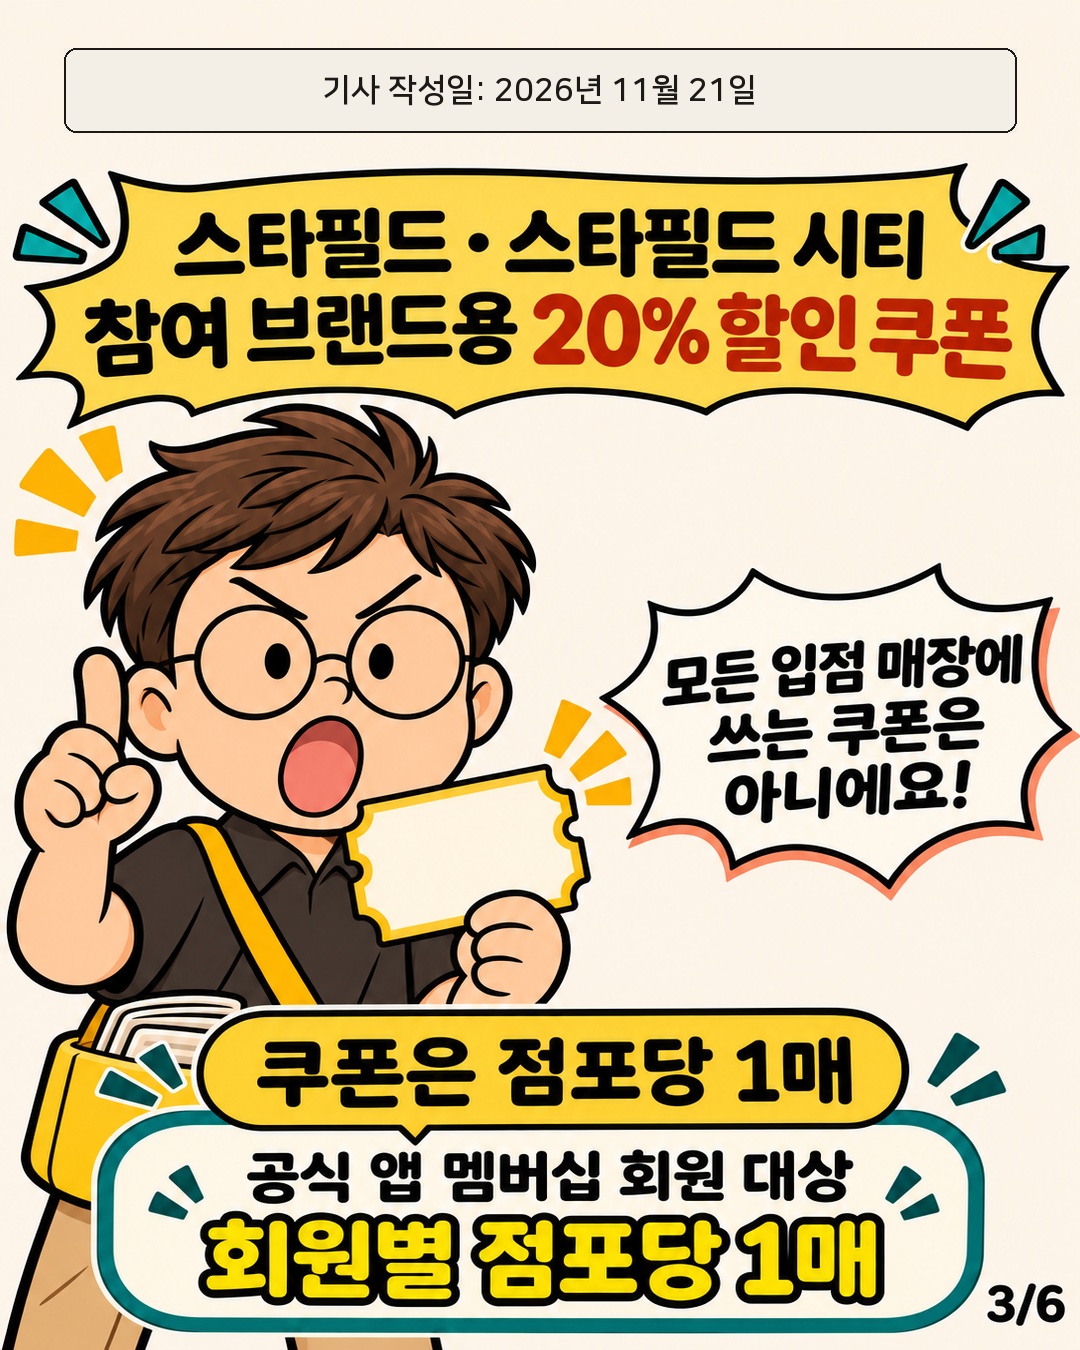 기사 작성일: 2026년 11월 21일
스타필드·스타필드 시티
참여 브랜드용 20% 할인 쿠폰
모든 입점 매장에
쓰는 쿠폰은
아니에요!
쿠폰은 점포당 1매
공식 앱 멤버십 회원 대상
회원별 점포당 1매
3/6